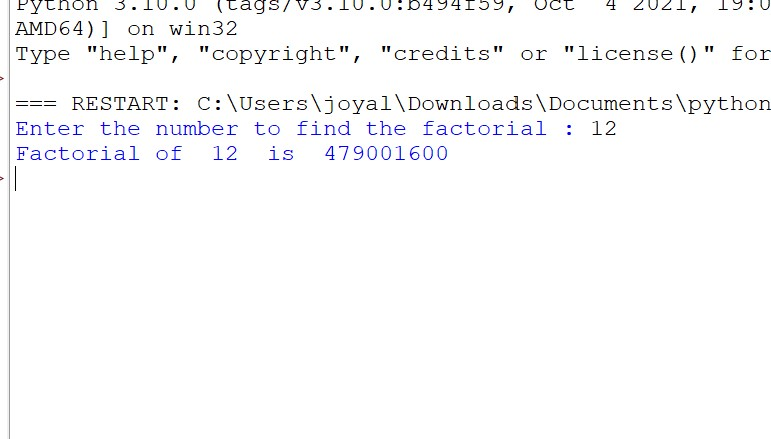 Python 3.10.0 (tags/v3.10.0:b494f59, Oct  4 2021, 19:0
AMD64)] on win32
Type "help", "copyright", "credits" or "license()" for
>
=== RESTART: C:\Users\joyal\Downloads\Documents\python
Enter the number to find the factorial : 12
Factorial of  12  is  479001600
>